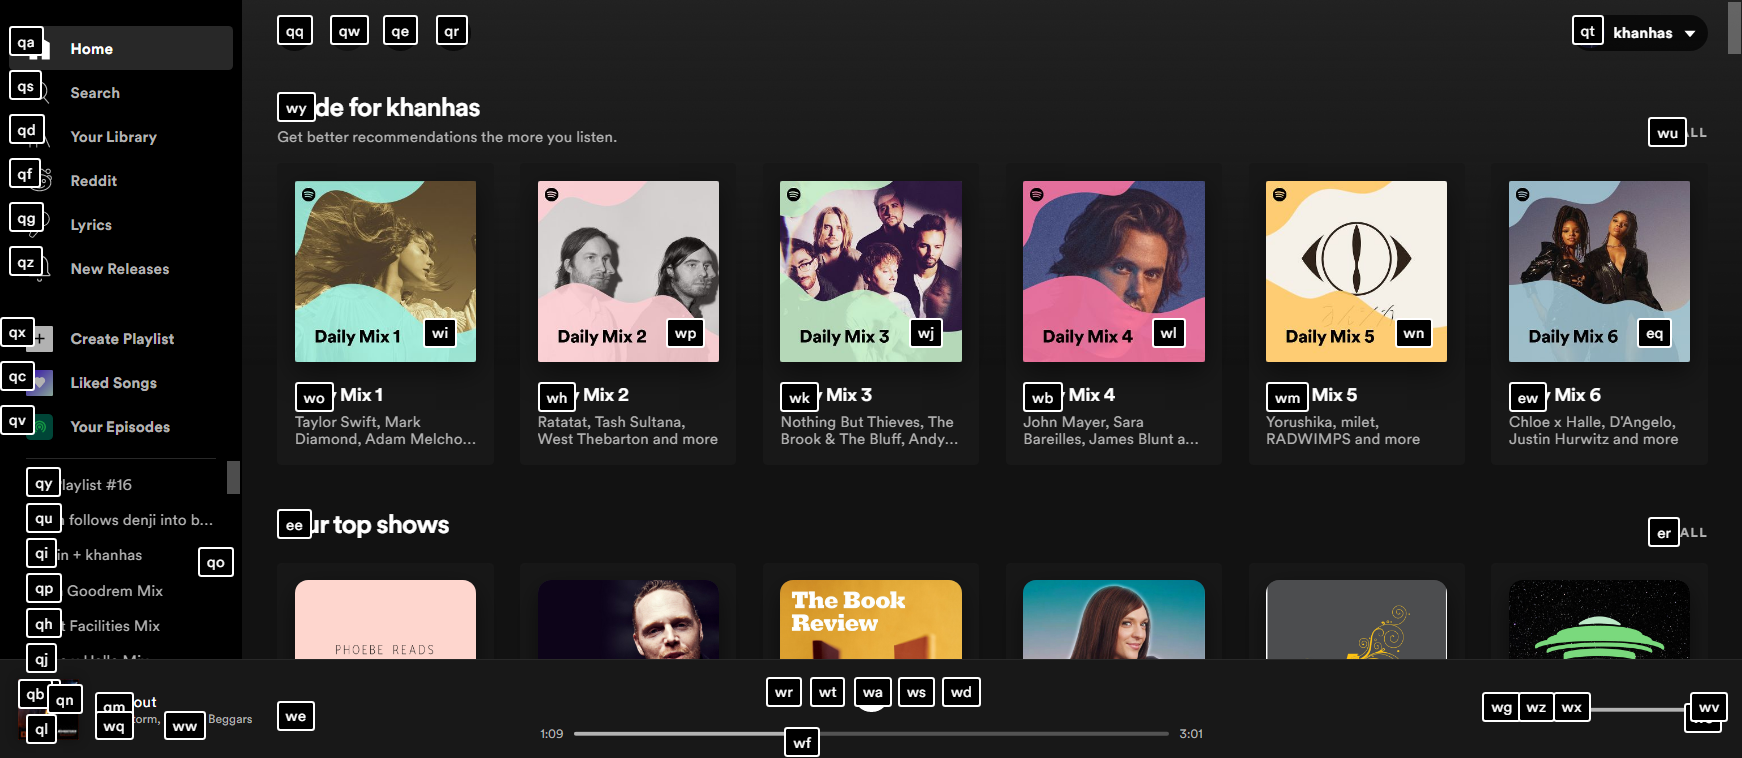 qq qw qe qr qt khanhas
qa Home
qs Search
qd Your Library
qf Reddit
qg Lyrics
qz New Releases
qx Create Playlist
qc Liked Songs
qv Your Episodes
qy laylist #16
qu follows denji into b...
qi in + khanhas
qo
qp Goodrem Mix
qh t Facilities Mix
qj
wy de for khanhas
Get better recommendations the more you listen.
wu ALL
Daily Mix 1 wi
Daily Mix 2 wp
Daily Mix 3 wj
Daily Mix 4 wl
Daily Mix 5 wn
Daily Mix 6 eq
wo Mix 1
Taylor Swift, Mark
Diamond, Adam Melcho...
wh Mix 2
Ratatat, Tash Sultana,
West Thebarton and more
wk y Mix 3
Nothing But Thieves, The
Brook & The Bluff, Andy...
wb y Mix 4
John Mayer, Sara
Bareilles, James Blunt a...
wm Mix 5
Yorushika, milet,
RADWIMPS and more
ew y Mix 6
Chloe x Halle, D'Angelo,
Justin Hurwitz and more
ee ur top shows
er ALL
PHOEBE READS
The Book
Review
qb qn qm out
ql wq torm, ww Beggars
we
wr wt wa ws wd
1:09 wf 3:01
wg wz wx wv